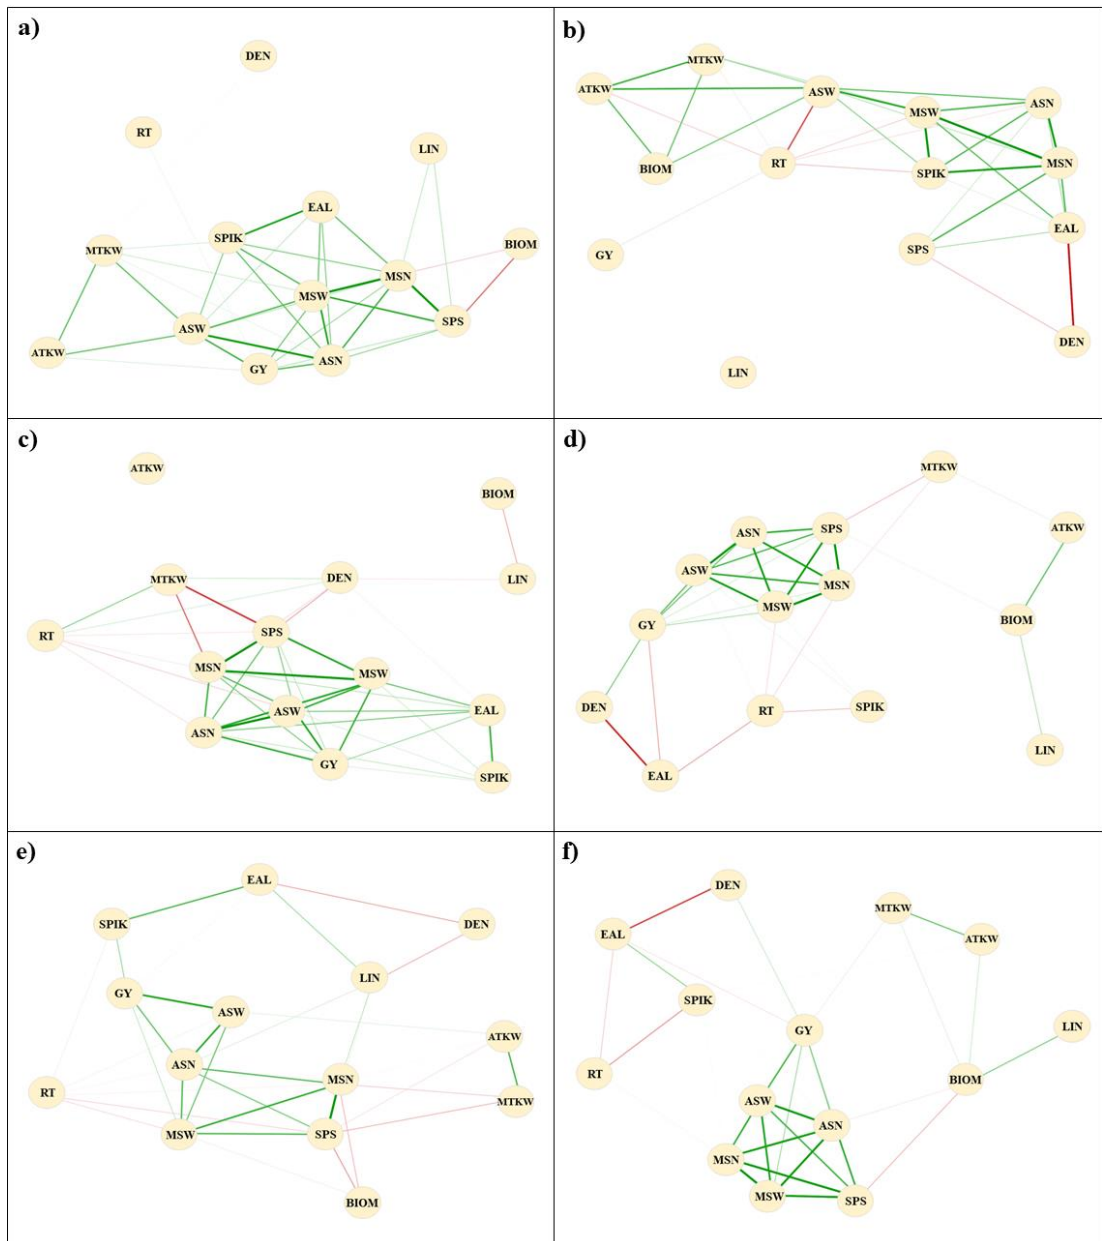 a)
DEN
RT
LIN
EAL
SPIK
BIOM
MTKW
MSN
MSW
SPS
ASW
ATKW
ASN
GY
b)
MTKW
ATKW
ASW
ASN
MSW
RT
MSN
BIOM
SPIK
EAL
SPS
GY
DEN
LIN
c)
ATKW
BIOM
DEN
LIN
MTKW
SPS
RT
MSN
MSW
ASW
EAL
ASN
GY
SPIK
d)
MTKW
SPS
ATKW
ASN
ASW
MSN
MSW
BIOM
GY
DEN
RT
SPIK
LIN
EAL
e)
EAL
SPIK
DEN
LIN
GY
ASW
ATKW
ASN
MSN
RT
MTKW
MSW
SPS
BIOM
f)
DEN
MTKW
EAL
ATKW
SPIK
LIN
GY
RT
BIOM
ASW
ASN
MSN
MSW
SPS